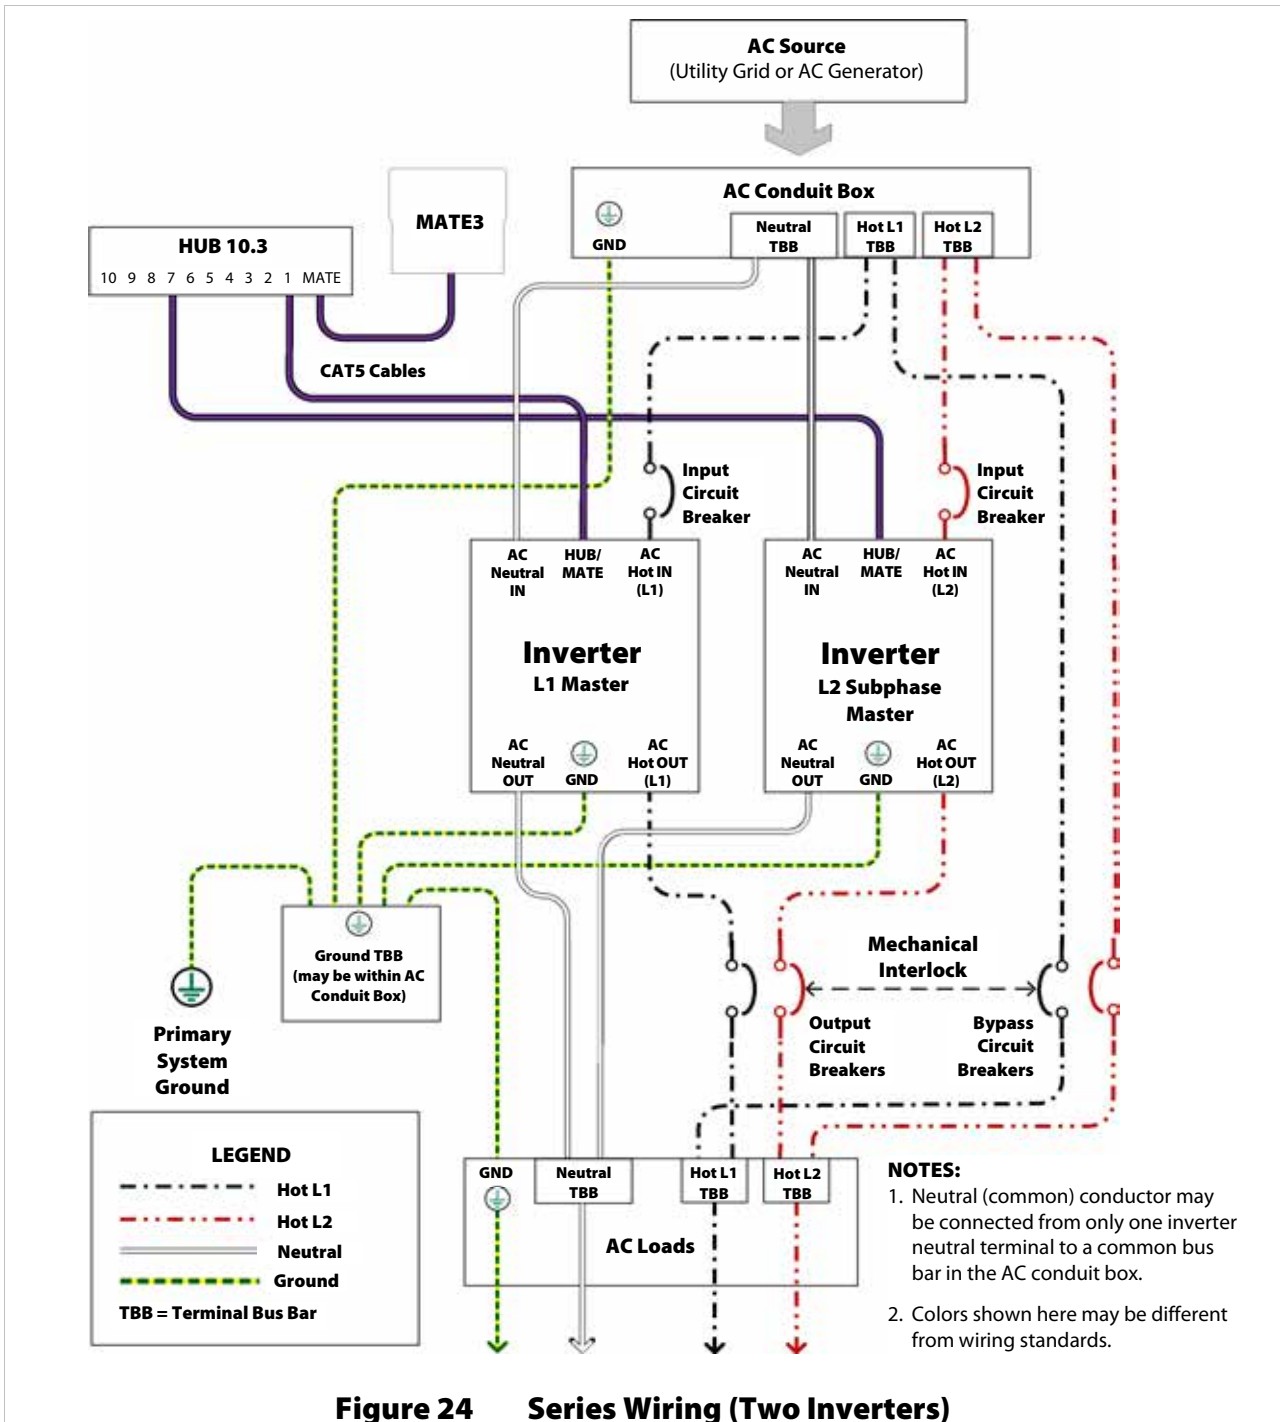 AC Source
(Utility Grid or AC Generator)
AC Conduit Box
GND
Neutral
TBB
Hot L1
TBB
Hot L2
TBB
MATE3
HUB 10.3
10 9 8 7 6 5 4 3 2 1 MATE
CAT5 Cables
Input
Circuit
Breaker
Input
Circuit
Breaker
AC
Neutral
IN
HUB/
MATE
AC
Hot IN
(L1)
Inverter
L1 Master
AC
Neutral
OUT
GND
AC
Hot OUT
(L1)
AC
Neutral
IN
HUB/
MATE
AC
Hot IN
(L2)
Inverter
L2 Subphase
Master
AC
Neutral
OUT
GND
AC
Hot OUT
(L2)
Ground TBB
(may be within AC
Conduit Box)
Primary
System
Ground
Mechanical
Interlock
Output
Circuit
Breakers
Bypass
Circuit
Breakers
LEGEND
Hot L1
Hot L2
Neutral
Ground
TBB = Terminal Bus Bar
GND
Neutral
TBB
Hot L1
TBB
Hot L2
TBB
AC Loads
NOTES:
1. Neutral (common) conductor may
be connected from only one inverter
neutral terminal to a common bus
bar in the AC conduit box.
2. Colors shown here may be different
from wiring standards.
Figure 24 Series Wiring (Two Inverters)